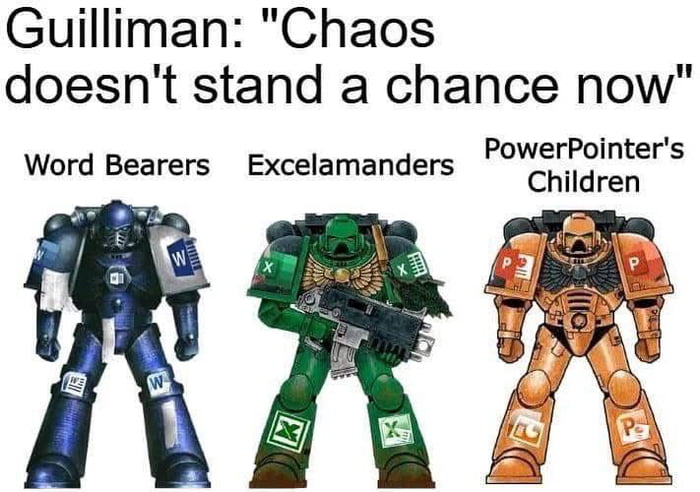 Guilliman: "Chaos
doesn't stand a chance now"
Word Bearers
Excelamanders
PowerPointer's
Children
W
W
W
W
W
X
X
X
X
P
P
P